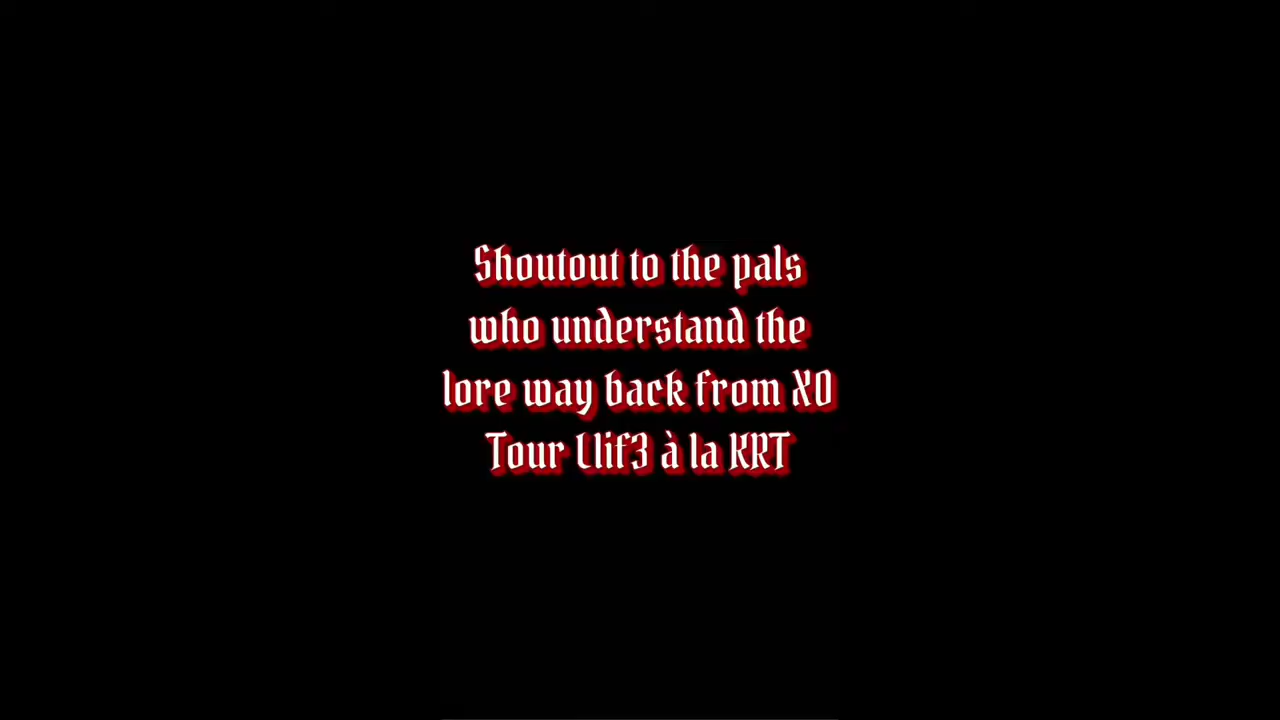 Shoutout to the pals
who understand the
lore way back from XO
Tour Llif3 à la KRT